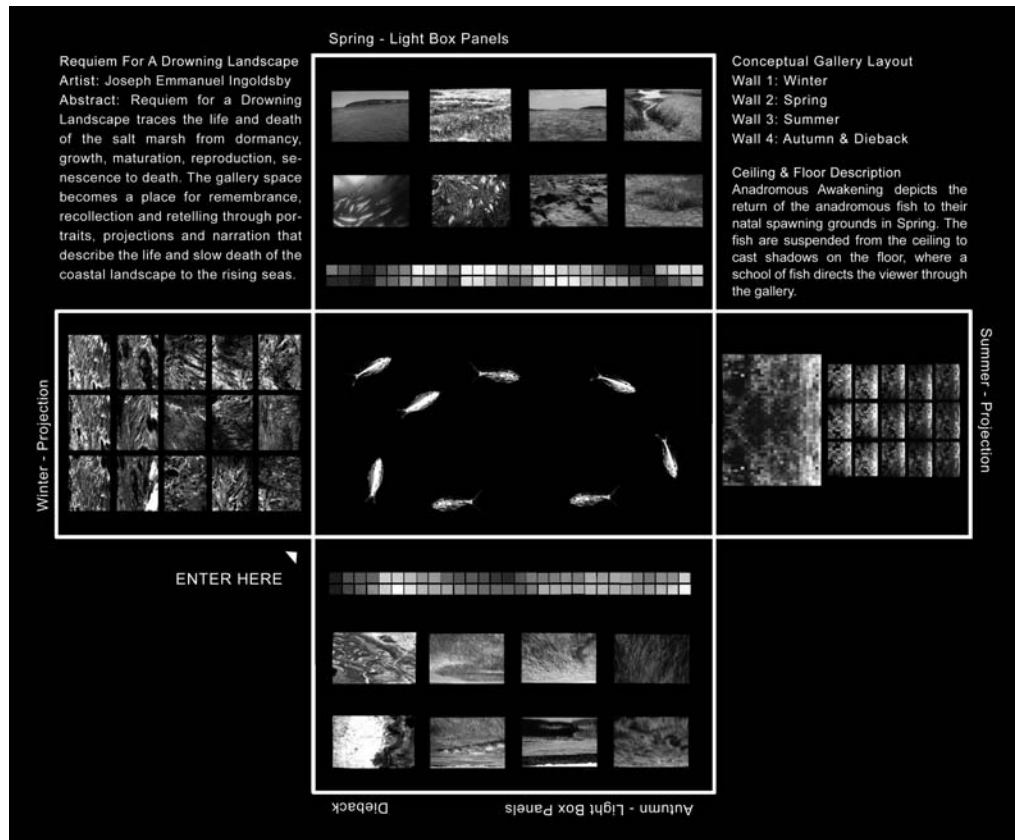 Spring - Light Box Panels
Requiem For A Drowning Landscape
Artist: Joseph Emmanuel Ingoldsby
Abstract: Requiem for a Drowning
Landscape traces the life and death
of the salt marsh from dormancy,
growth, maturation, reproduction, se-
nescence to death. The gallery space
becomes a place for remembrance,
recollection and retelling through por-
traits, projections and narration that
describe the life and slow death of the
coastal landscape to the rising seas.
Conceptual Gallery Layout
Wall 1: Winter
Wall 2: Spring
Wall 3: Summer
Wall 4: Autumn & Dieback
Ceiling & Floor Description
Anadromous Awakening depicts the
return of the anadromous fish to their
natal spawning grounds in Spring. The
fish are suspended from the ceiling to
cast shadows on the floor, where a
school of fish directs the viewer through
the gallery.
Winter - Projection
Summer - Projection
ENTER HERE
Dieback
Autumn - Light Box Panels